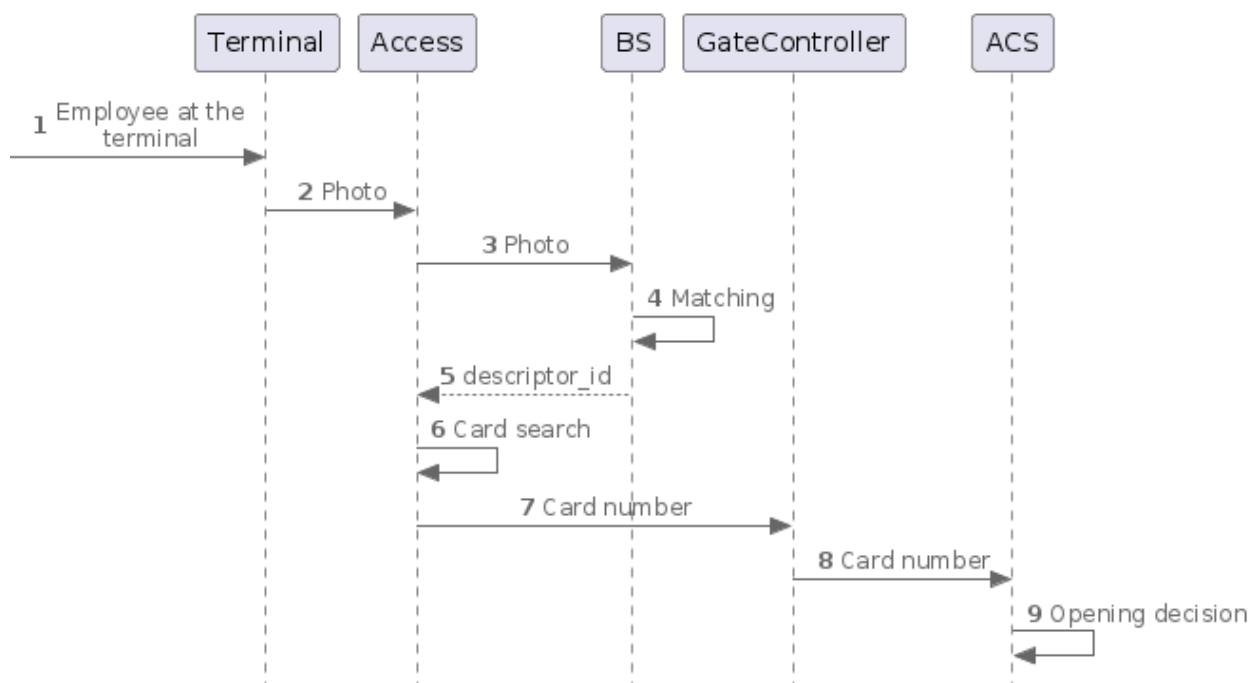 Terminal
Access
BS
GateController
ACS
1 Employee at the
terminal
2 Photo
3 Photo
4 Matching
5 descriptor_id
6 Card search
7 Card number
8 Card number
9 Opening decision